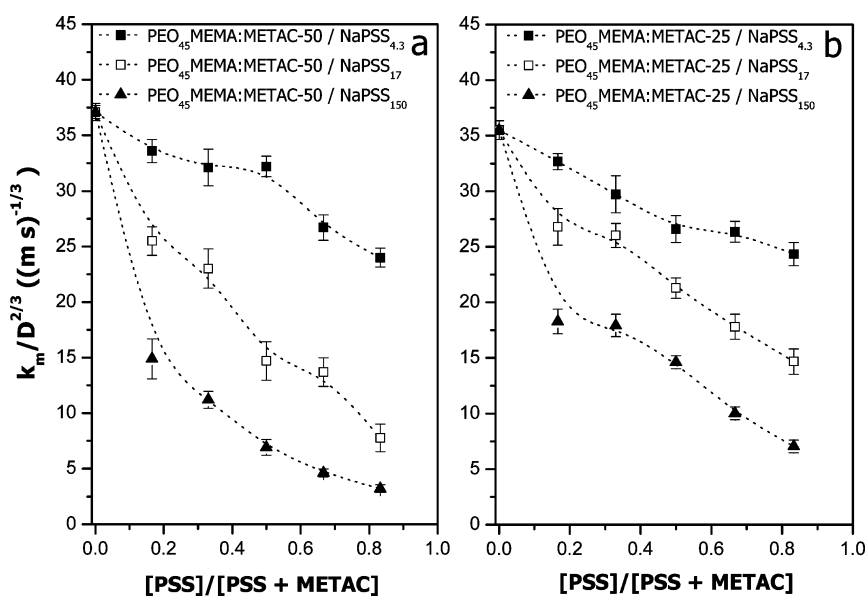 PEO45MEMA:METAC-50 / NaPSS4.3
PEO45MEMA:METAC-50 / NaPSS17
PEO45MEMA:METAC-50 / NaPSS150
a
PEO45MEMA:METAC-25 / NaPSS4.3
PEO45MEMA:METAC-25 / NaPSS17
PEO45MEMA:METAC-25 / NaPSS150
b
km/D2/3 ((m s)-1/3)
45
40
35
30
25
20
15
10
5
0
0.0 0.2 0.4 0.6 0.8 1.0
[PSS]/[PSS + METAC]
45
40
35
30
25
20
15
10
5
0
0.0 0.2 0.4 0.6 0.8 1.0
[PSS]/[PSS + METAC]